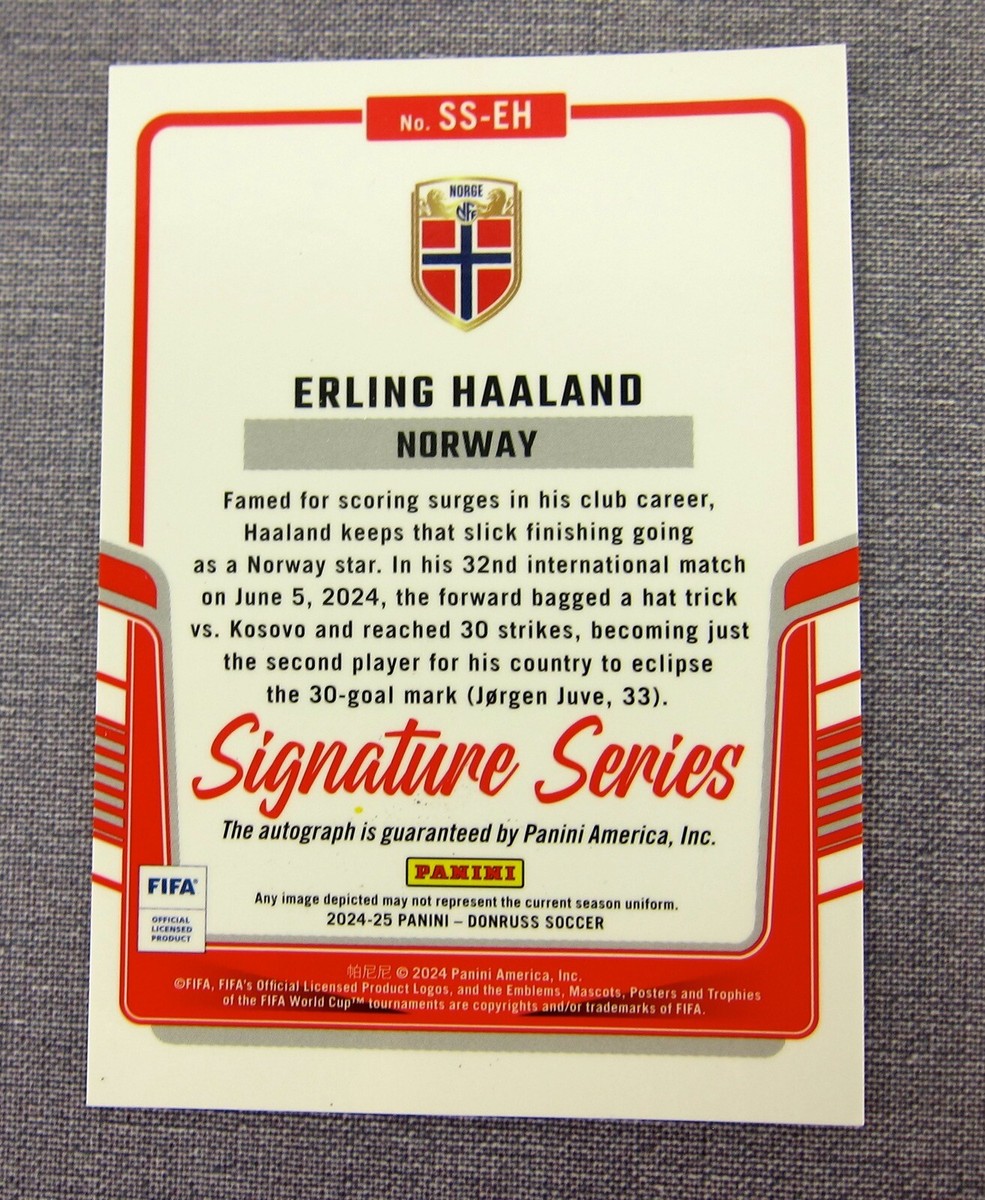 No. SS-EH
NORGE
NFF
ERLING HAALAND
NORWAY
Famed for scoring surges in his club career,
Haaland keeps that slick finishing going
as a Norway star. In his 32nd international match
on June 5, 2024, the forward bagged a hat trick
vs. Kosovo and reached 30 strikes, becoming just
the second player for his country to eclipse
the 30-goal mark (Jørgen Juve, 33).
Signature Series
The autograph is guaranteed by Panini America, Inc.
PANINI
Any image depicted may not represent the current season uniform.
2024-25 PANINI – DONRUSS SOCCER
FIFA®
OFFICIAL
LICENSED
PRODUCT
帕尼尼 © 2024 Panini America, Inc.
©FIFA, FIFA's Official Licensed Product Logos, and the Emblems, Mascots, Posters and Trophies
of the FIFA World Cup™ tournaments are copyrights and/or trademarks of FIFA.